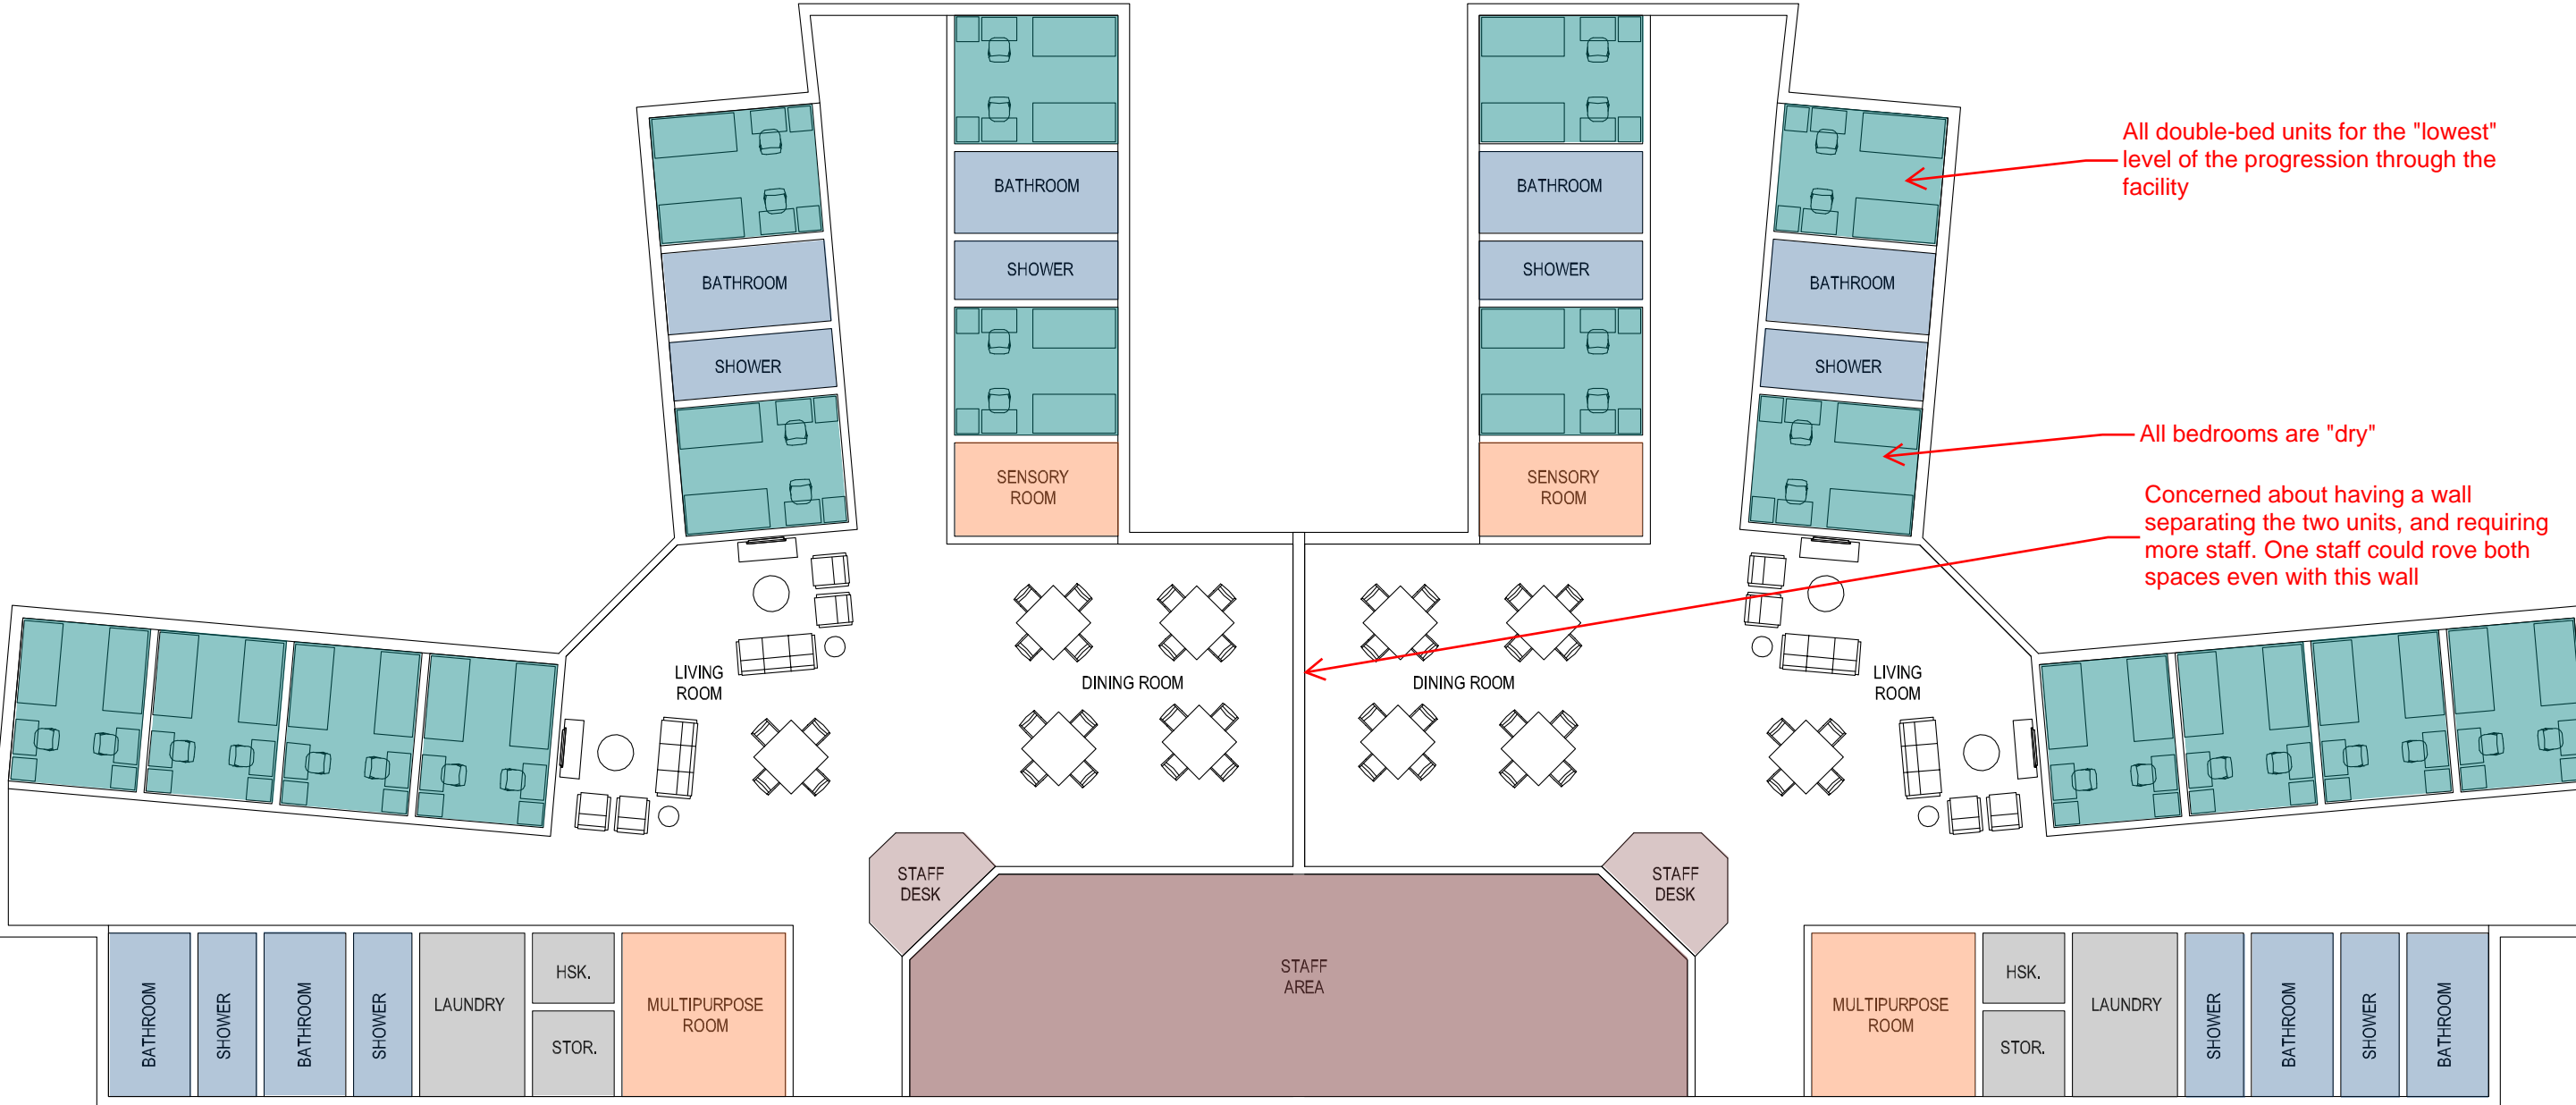 All double-bed units for the "lowest"
level of the progression through the
facility
BATHROOM
BATHROOM
SHOWER
SHOWER
BATHROOM
BATHROOM
SHOWER
SHOWER
All bedrooms are "dry"
SENSORY
ROOM
SENSORY
ROOM
Concerned about having a wall
separating the two units, and requiring
more staff. One staff could rove both
spaces even with this wall
LIVING
ROOM
DINING ROOM
DINING ROOM
LIVING
ROOM
STAFF
DESK
STAFF
DESK
BATHROOM
SHOWER
BATHROOM
SHOWER
LAUNDRY
HSK.
STOR.
MULTIPURPOSE
ROOM
STAFF
AREA
MULTIPURPOSE
ROOM
HSK.
STOR.
LAUNDRY
SHOWER
BATHROOM
SHOWER
BATHROOM